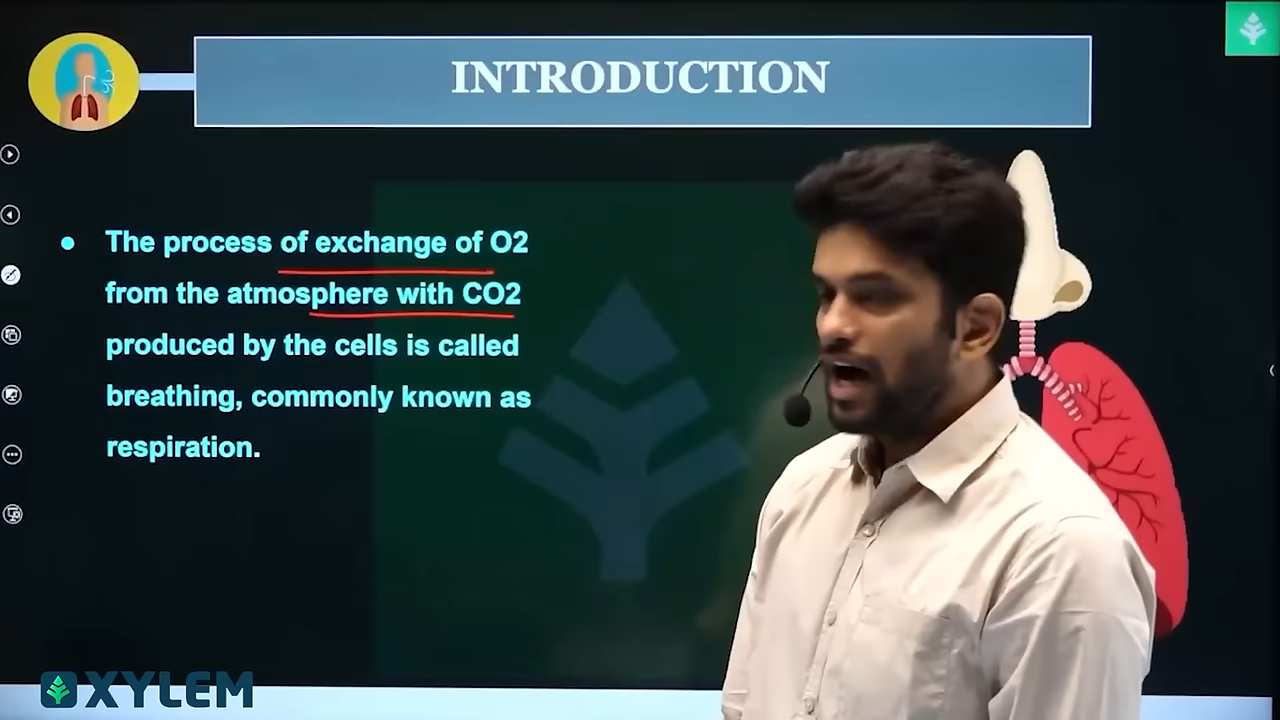 INTRODUCTION
• The process of exchange of O2
from the atmosphere with CO2
produced by the cells is called
breathing, commonly known as
respiration.
XYLEM